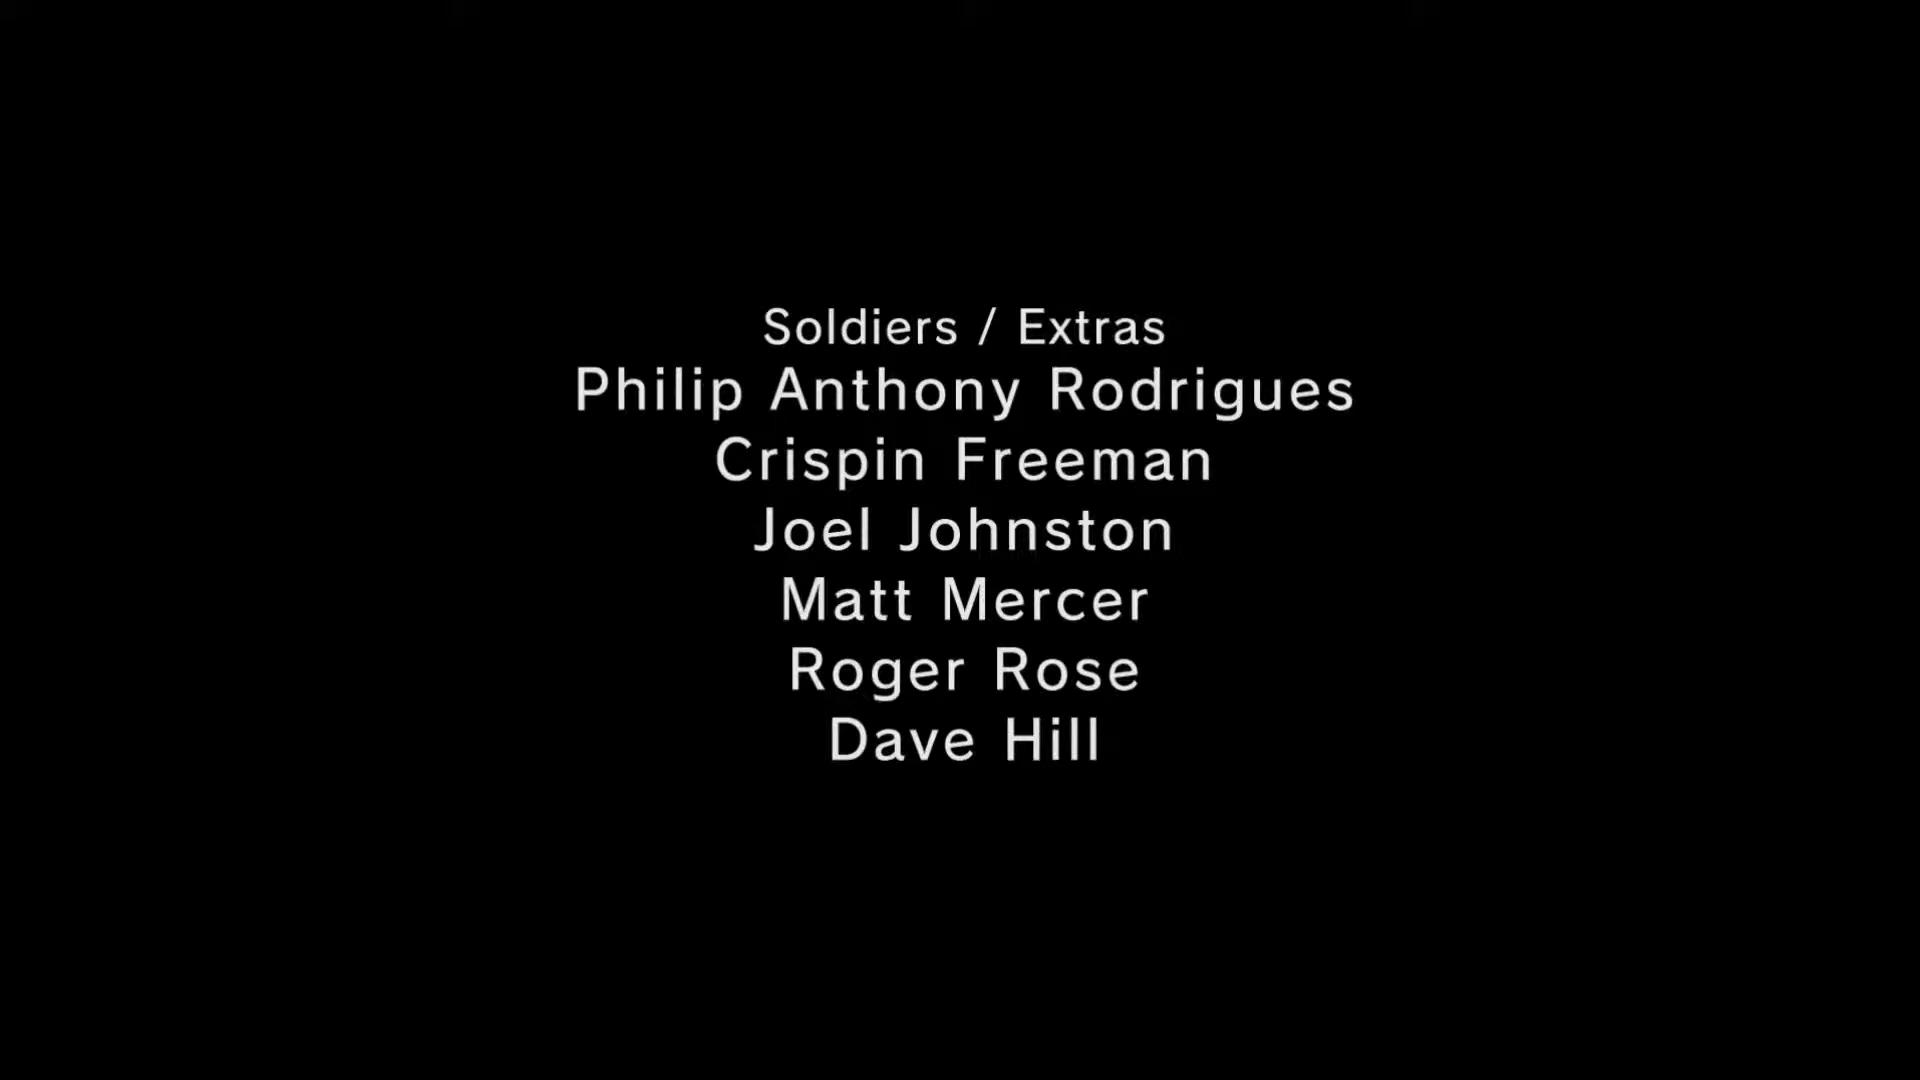 Soldiers / Extras
Philip Anthony Rodrigues
Crispin Freeman
Joel Johnston
Matt Mercer
Roger Rose
Dave Hill